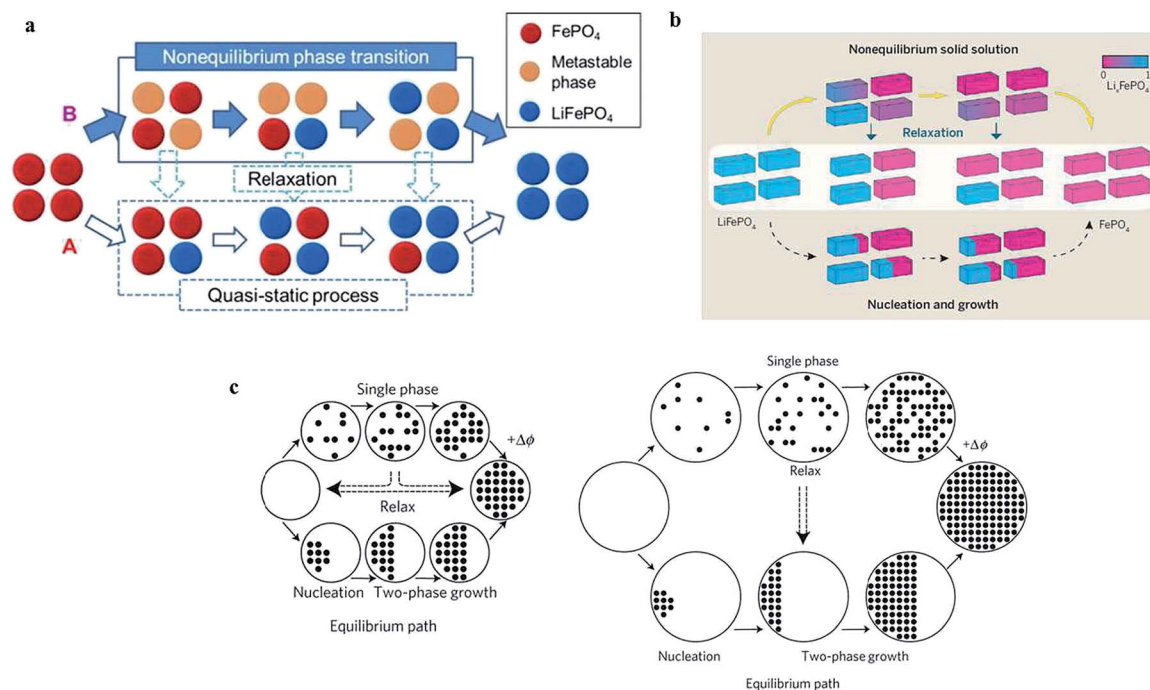 a
Nonequilibrium phase transition
FePO₄
Metastable
phase
LiFePO₄
B
Relaxation
A
Quasi-static process
b
Nonequilibrium solid solution
0 1
LiₓFePO₄
Relaxation
LiFePO₄
FePO₄
Nucleation and growth
c
Single phase
+Δϕ
Relax
Nucleation Two-phase growth
Equilibrium path
Single phase
+Δϕ
Relax
Nucleation Two-phase growth
Equilibrium path